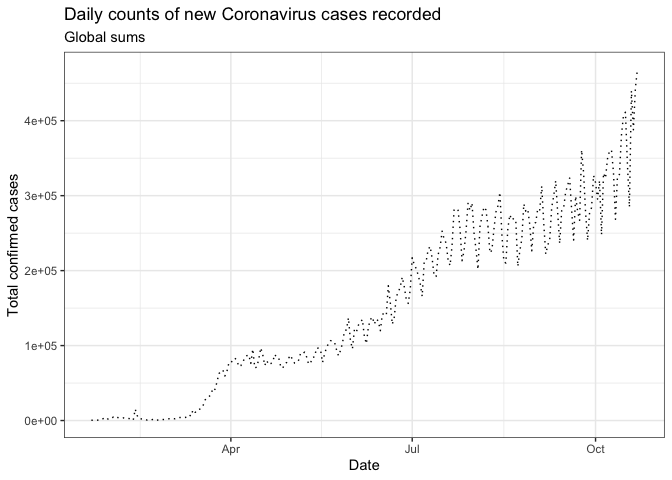 Daily counts of new Coronavirus cases recorded
Global sums
Total confirmed cases
4e+05
3e+05
2e+05
1e+05
0e+00
Apr
Jul
Oct
Date